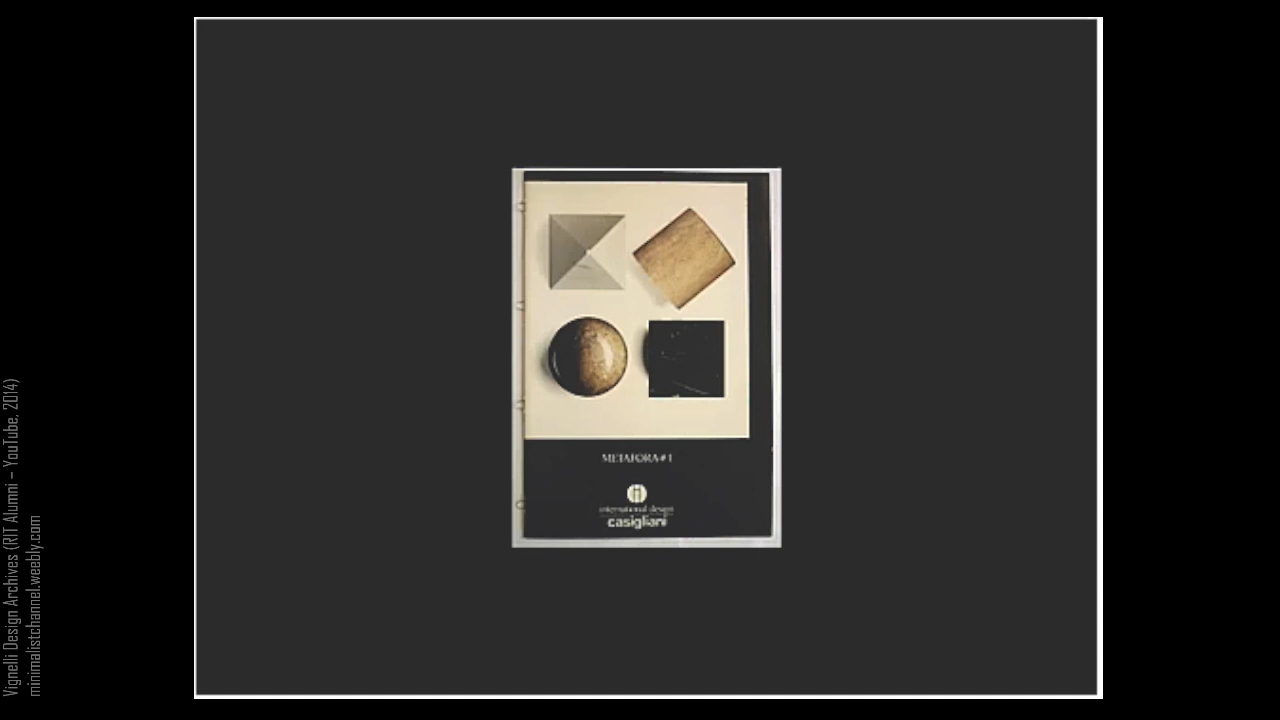 METAFORA#1
international design
casigliani
Vignelli Design Archives (RIT Alumni – YouTube, 2014)
minimalistchannel.weebly.com